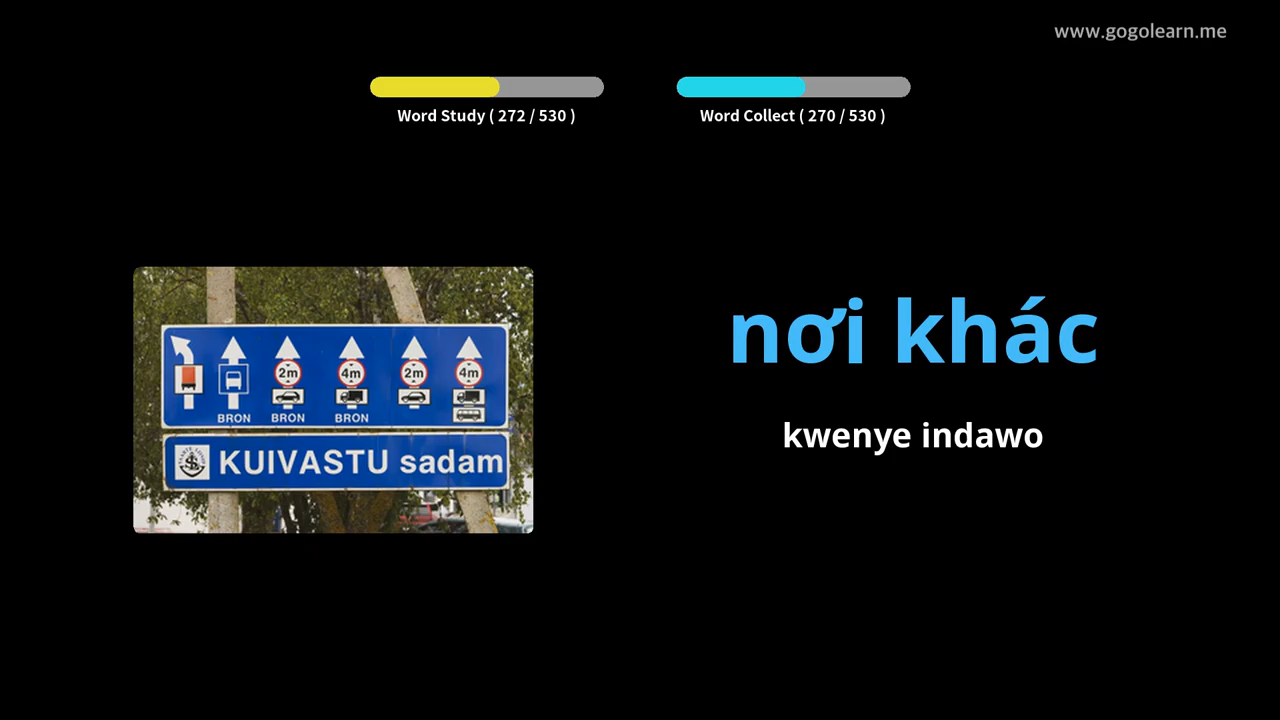 www.gogolearn.me
Word Study ( 272 / 530 )
Word Collect ( 270 / 530 )
2m 4m 2m 4m
BRON BRON BRON
KUIVASTU sadam
nơi khác
kwenye indawo